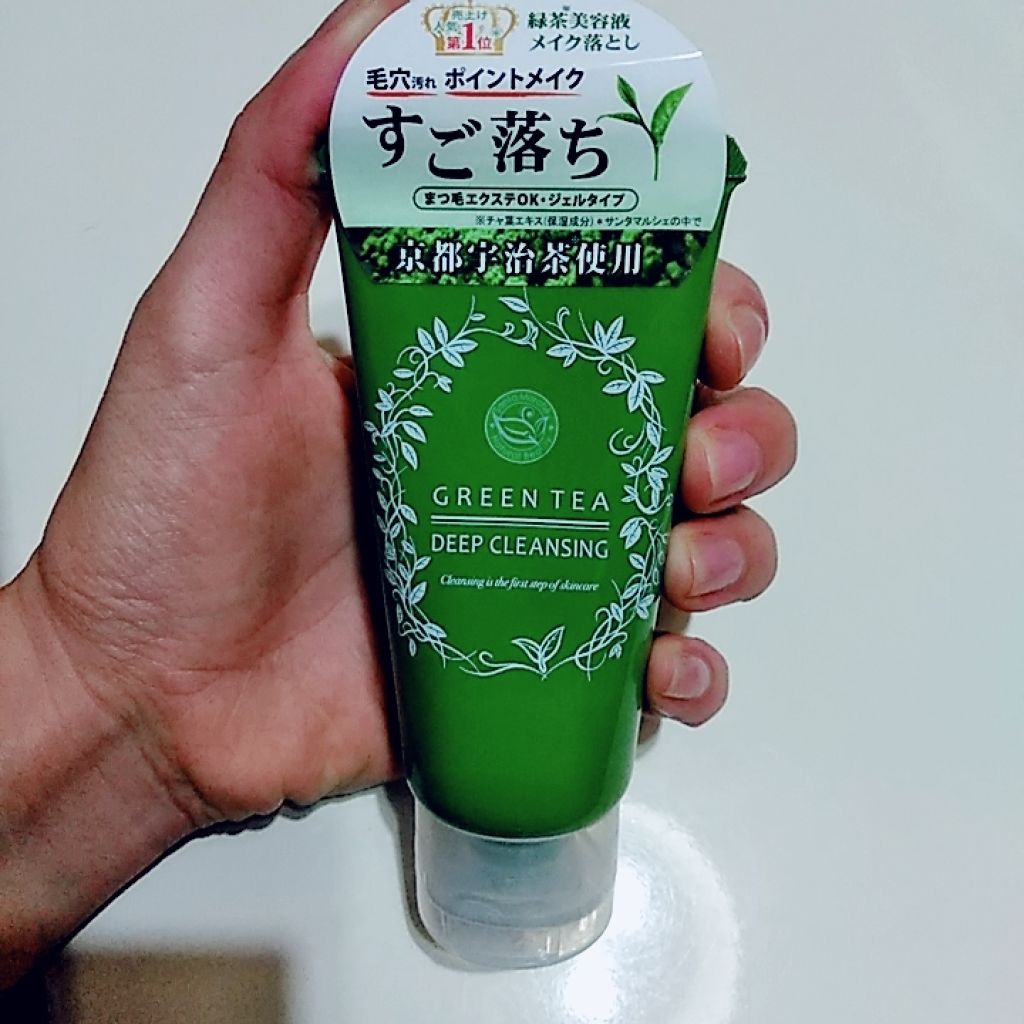 売上げ
人気
第1位
緑茶※美容液
メイク落とし
毛穴汚れ ポイントメイク
すご落ち
まつ毛エクステOK・ジェルタイプ
※チャ葉エキス(保湿成分) *サンタマルシェの中で
京都宇治茶※使用
GREEN TEA
DEEP CLEANSING
Cleansing is the first step of skincare